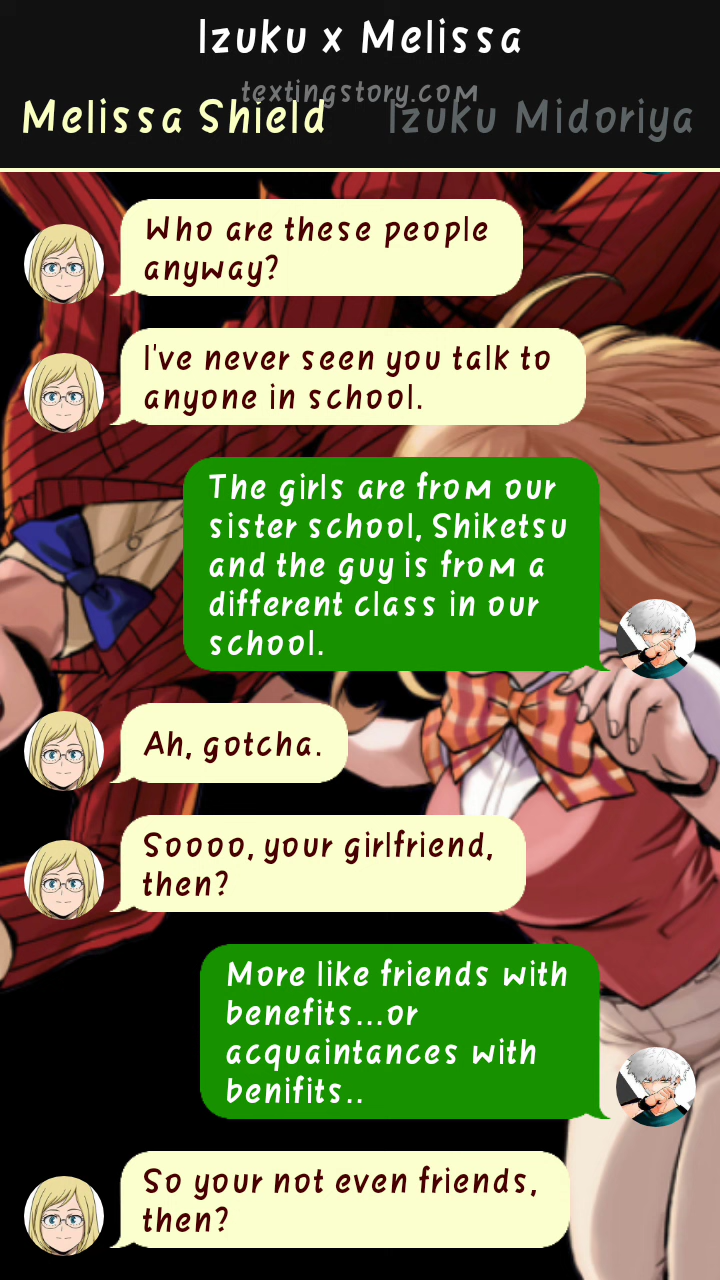 Izuku x Melissa
textingstory.com
Melissa Shield
Izuku Midoriya
Who are these people
anyway?
I've never seen you talk to
anyone in school.
The girls are from our
sister school, Shiketsu
and the guy is from a
different class in our
school.
Ah, gotcha.
Soooo, your girlfriend,
then?
More like friends with
benefits...or
acquaintances with
benifits..
So your not even friends,
then?